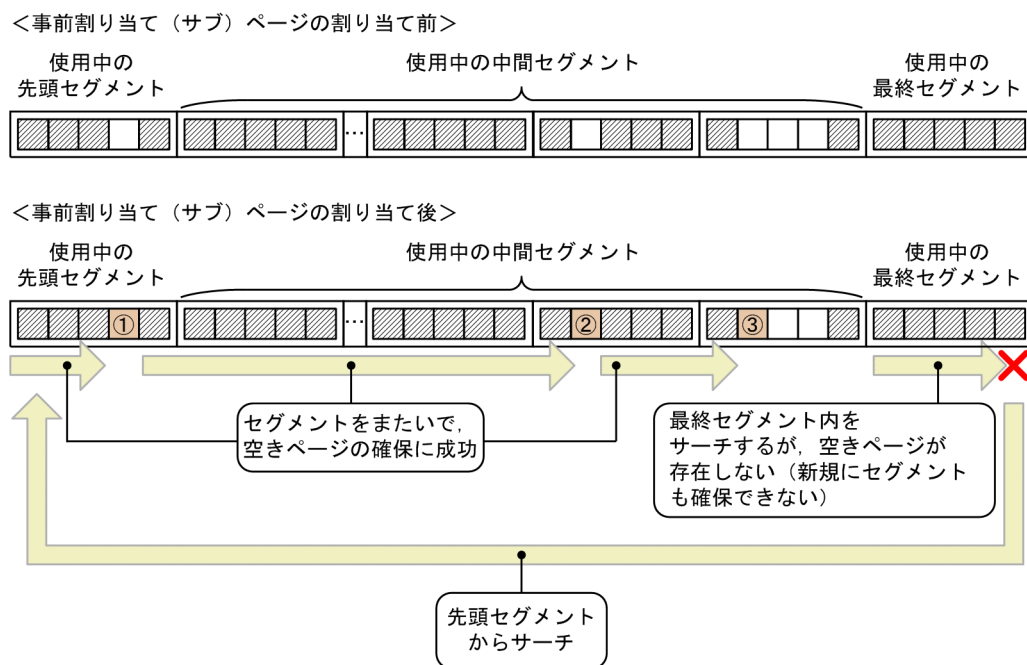 ＜事前割り当て（サブ）ページの割り当て前＞
使用中の
先頭セグメント
使用中の中間セグメント
使用中の
最終セグメント
…
＜事前割り当て（サブ）ページの割り当て後＞
使用中の
先頭セグメント
使用中の中間セグメント
使用中の
最終セグメント
① … ② ③
セグメントをまたいで，
空きページの確保に成功
最終セグメント内を
サーチするが，空きページが
存在しない（新規にセグメント
も確保できない）
先頭セグメント
からサーチ